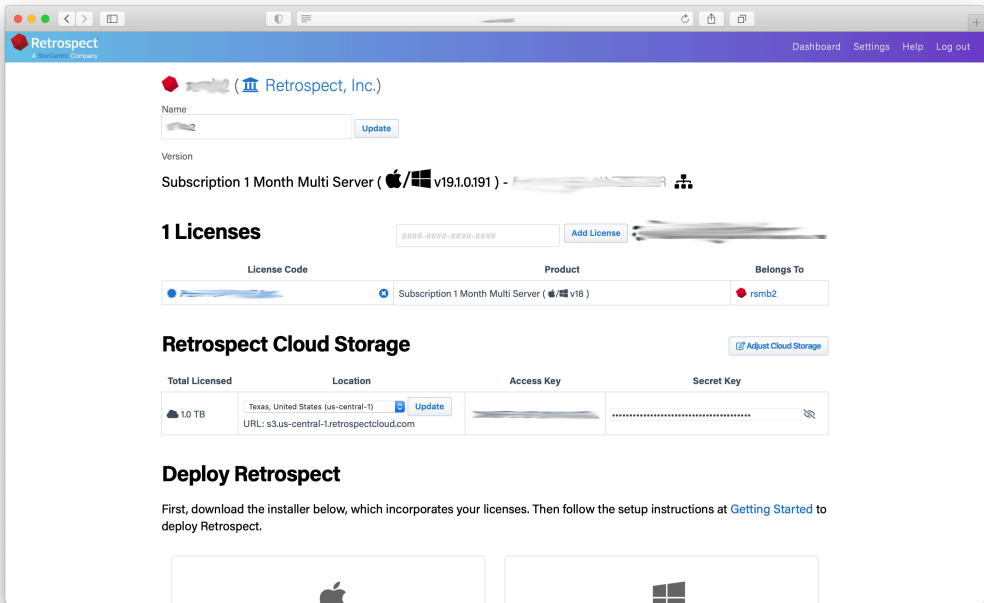 Retrospect
A StorCentric Company
Dashboard Settings Help Log out
( Retrospect, Inc.)
Name
Update
Version
Subscription 1 Month Multi Server ( / v19.1.0.191 ) -
1 Licenses
####-####-####-####
Add License
License Code Product Belongs To
Subscription 1 Month Multi Server ( / v18 ) rsmb2
Retrospect Cloud Storage
Adjust Cloud Storage
Total Licensed Location Access Key Secret Key
1.0 TB Texas, United States (us-central-1) Update
URL: s3.us-central-1.retrospectcloud.com
Deploy Retrospect
First, download the installer below, which incorporates your licenses. Then follow the setup instructions at Getting Started to
deploy Retrospect.